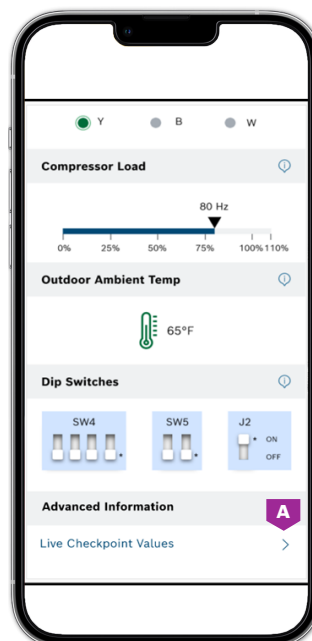 Y B W
Compressor Load
80 Hz
0% 25% 50% 75% 100% 110%
Outdoor Ambient Temp
65°F
Dip Switches
SW4 SW5 J2
* * * ON
OFF
Advanced Information
A
Live Checkpoint Values